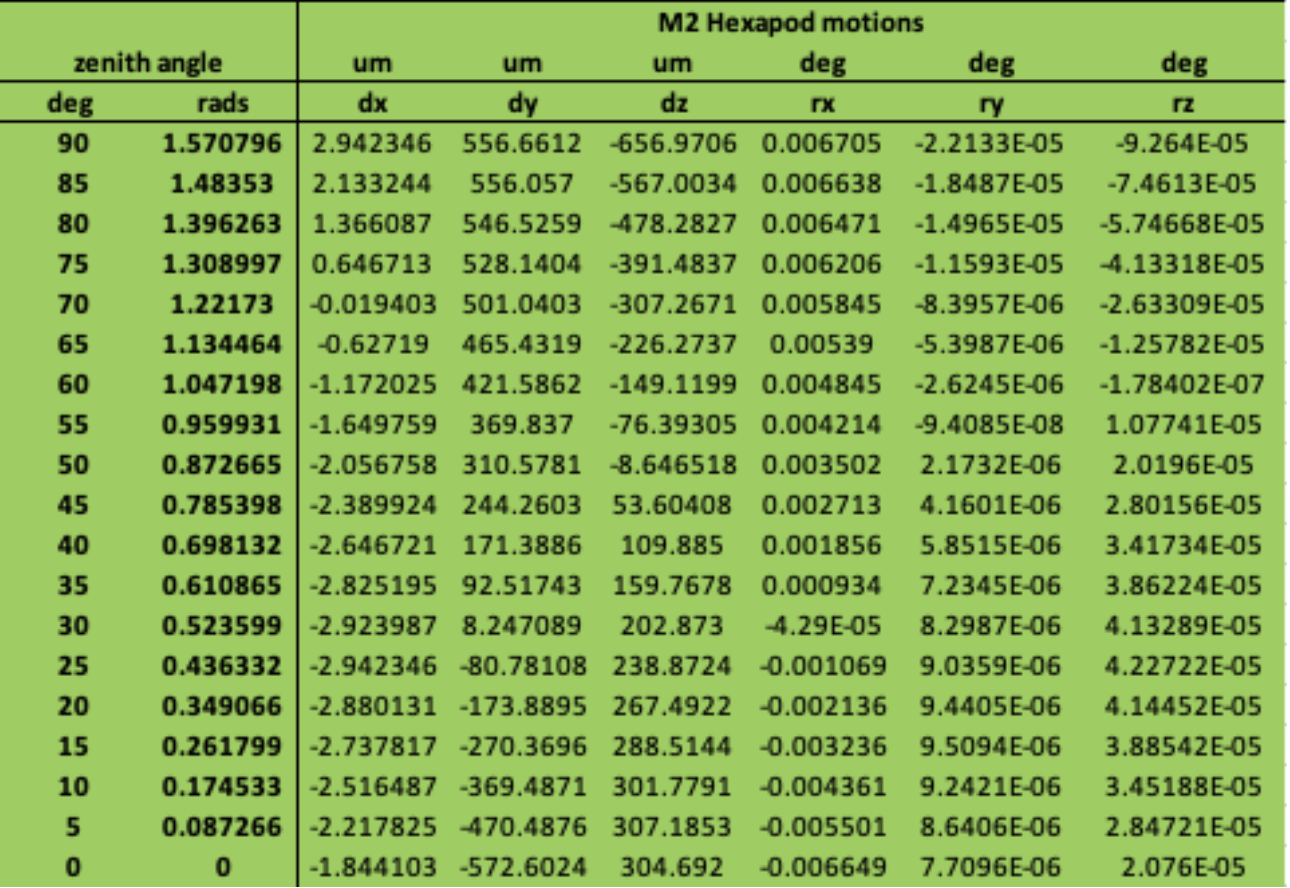 M2 Hexapod motions
zenith angle um um um deg deg deg
deg rads dx dy dz rx ry rz
90 1.570796 2.942346 556.6612 -656.9706 0.006705 -2.2133E-05 -9.264E-05
85 1.48353 2.133244 556.057 -567.0034 0.006638 -1.8487E-05 -7.4613E-05
80 1.396263 1.366087 546.5259 -478.2827 0.006471 -1.4965E-05 -5.74668E-05
75 1.308997 0.646713 528.1404 -391.4837 0.006206 -1.1593E-05 -4.13318E-05
70 1.22173 -0.019403 501.0403 -307.2671 0.005845 -8.3957E-06 -2.63309E-05
65 1.134464 -0.62719 465.4319 -226.2737 0.00539 -5.3987E-06 -1.25782E-05
60 1.047198 -1.172025 421.5862 -149.1199 0.004845 -2.6245E-06 -1.78402E-07
55 0.959931 -1.649759 369.837 -76.39305 0.004214 -9.4085E-08 1.07741E-05
50 0.872665 -2.056758 310.5781 -8.646518 0.003502 2.1732E-06 2.0196E-05
45 0.785398 -2.389924 244.2603 53.60408 0.002713 4.1601E-06 2.80156E-05
40 0.698132 -2.646721 171.3886 109.885 0.001856 5.8515E-06 3.41734E-05
35 0.610865 -2.825195 92.51743 159.7678 0.000934 7.2345E-06 3.86224E-05
30 0.523599 -2.923987 8.247089 202.873 -4.29E-05 8.2987E-06 4.13289E-05
25 0.436332 -2.942346 -80.78108 238.8724 -0.001069 9.0359E-06 4.22722E-05
20 0.349066 -2.880131 -173.8895 267.4922 -0.002136 9.4405E-06 4.14452E-05
15 0.261799 -2.737817 -270.3696 288.5144 -0.003236 9.5094E-06 3.88542E-05
10 0.174533 -2.516487 -369.4871 301.7791 -0.004361 9.2421E-06 3.45188E-05
5 0.087266 -2.217825 -470.4876 307.1853 -0.005501 8.6406E-06 2.84721E-05
0 0 -1.844103 -572.6024 304.692 -0.006649 7.7096E-06 2.076E-05